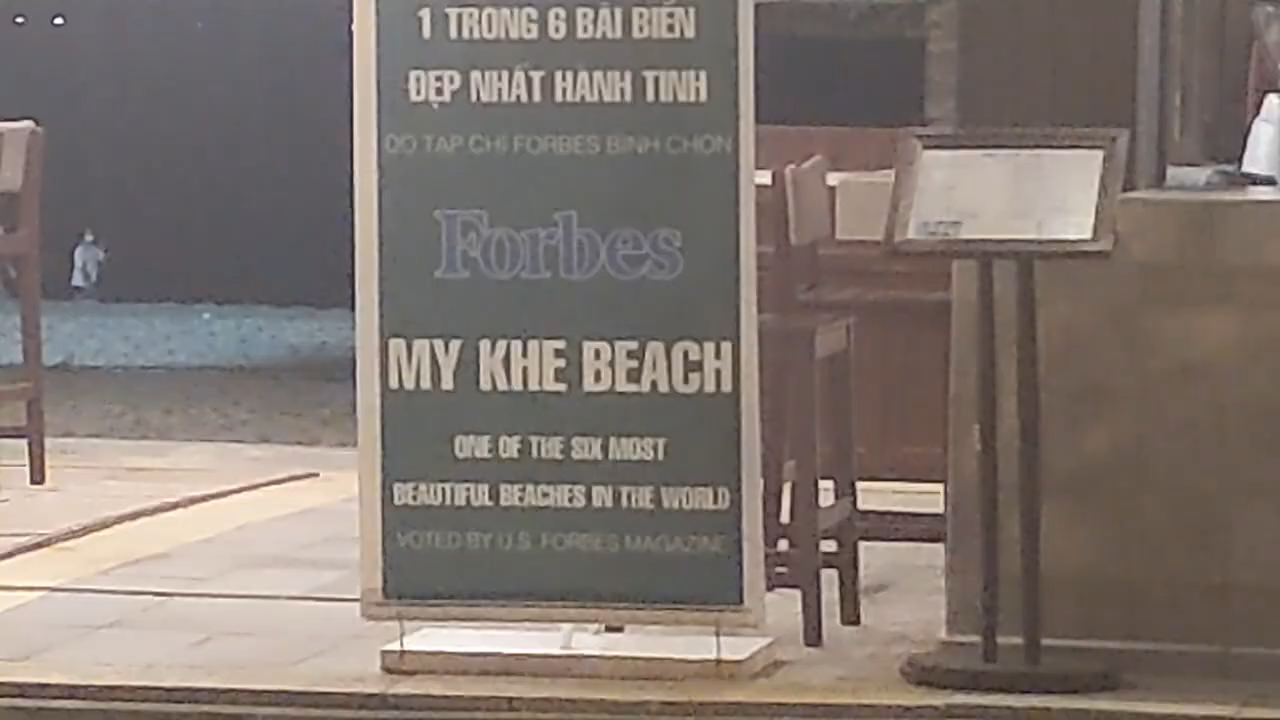 1 TRONG 6 BÃI BIỂN
ĐẸP NHẤT HÀNH TINH
DO TẠP CHÍ FORBES BÌNH CHỌN
Forbes
MY KHE BEACH
ONE OF THE SIX MOST
BEAUTIFUL BEACHES IN THE WORLD
VOTED BY U.S. FORBES MAGAZINE